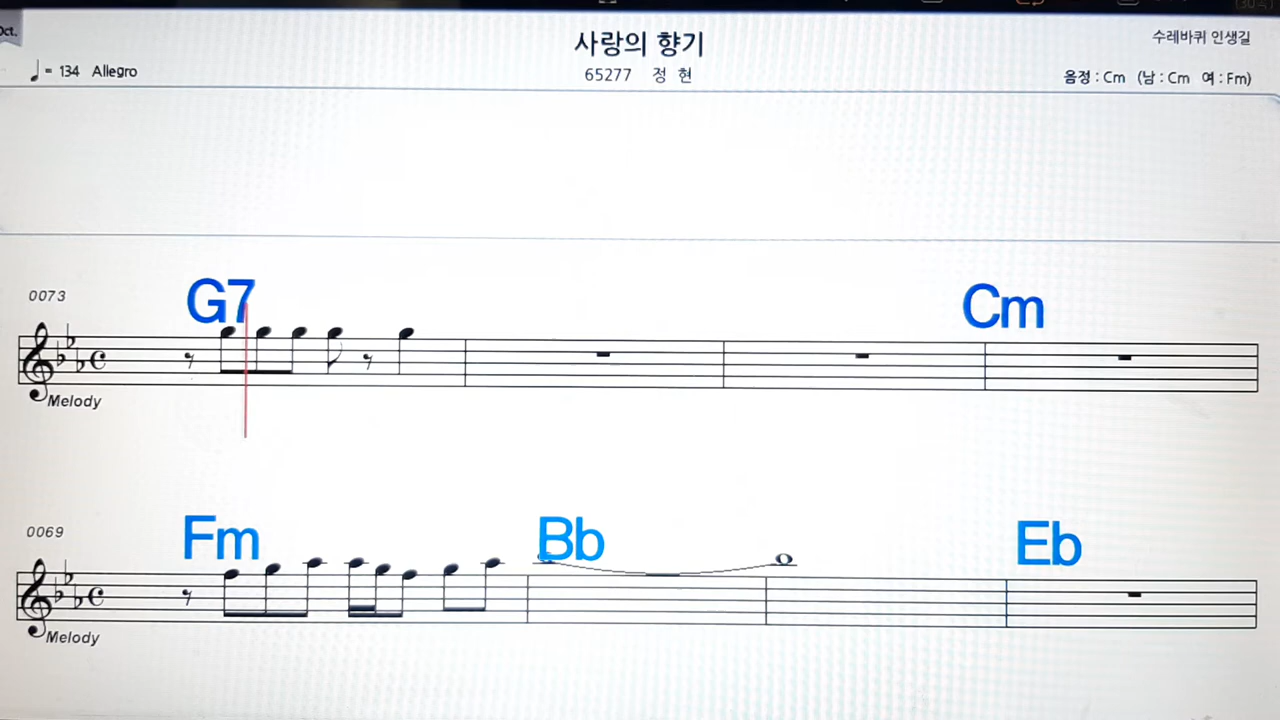 Oct.
사랑의 향기
수레바퀴 인생길
= 134 Allegro
65277 정 현
음정 : Cm (남 : Cm 여 : Fm)
0073
G7
Cm
Melody
0069
Fm
Bb
Eb
Melody